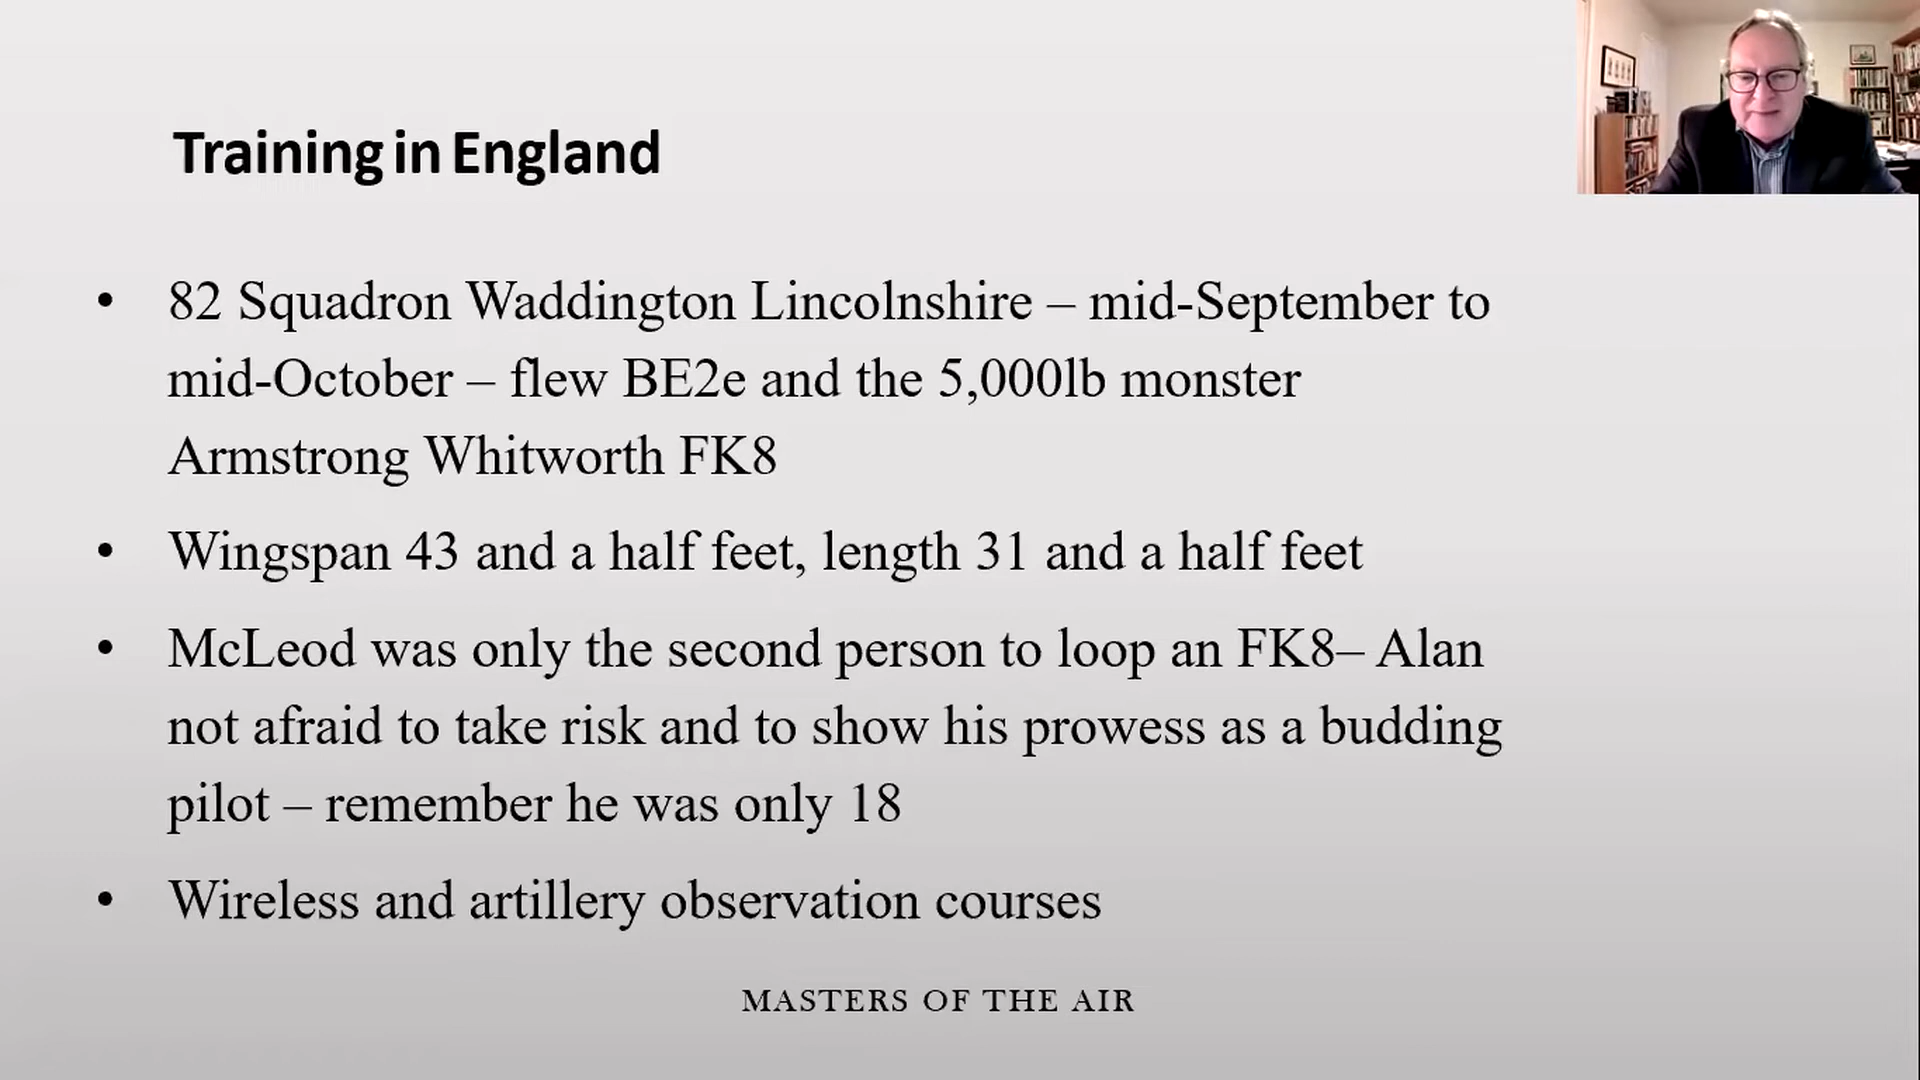 Training in England
• 82 Squadron Waddington Lincolnshire – mid-September to
mid-October – flew BE2e and the 5,000lb monster
Armstrong Whitworth FK8
• Wingspan 43 and a half feet, length 31 and a half feet
• McLeod was only the second person to loop an FK8– Alan
not afraid to take risk and to show his prowess as a budding
pilot – remember he was only 18
• Wireless and artillery observation courses
MASTERS OF THE AIR